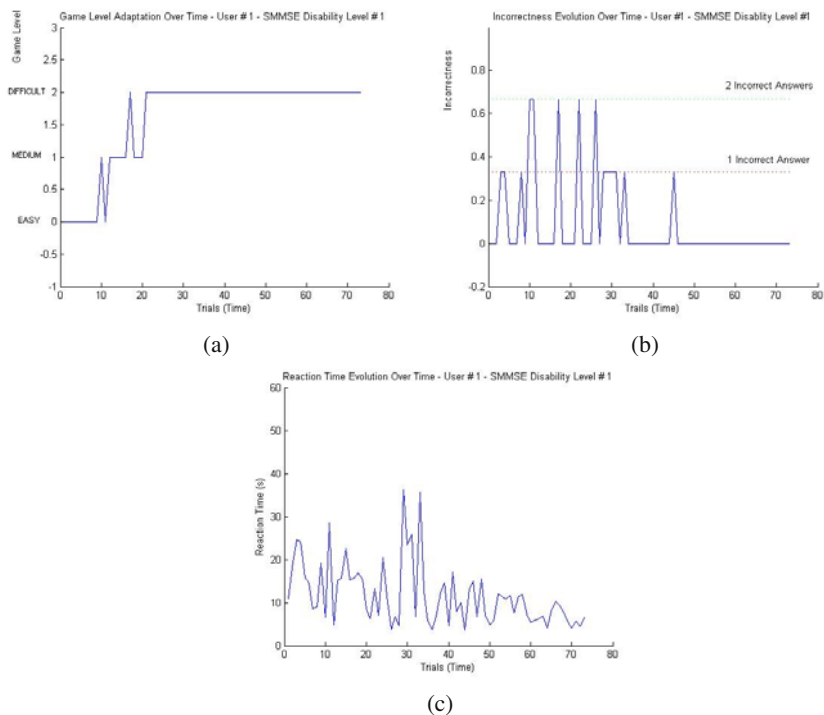 Game Level Adaptation Over Time - User # 1 - SMMSE Disability Level # 1
Game Level
3
2.5
DIFFICULT 2
1.5
MEDIUM 1
0.5
EASY 0
-0.5
-1
0 10 20 30 40 50 60 70 80
Trials (Time)
(a)
Incorrectness Evolution Over Time - User #1 - SMMSE Disability Level #1
Incorrectness
0.8
2 Incorrect Answers
0.6
0.4
1 Incorrect Answer
0.2
0
-0.2
0 10 20 30 40 50 60 70 80
Trails (Time)
(b)
Reaction Time Evolution Over Time - User # 1 - SMMSE Disability Level # 1
Reaction Time (s)
60
50
40
30
20
10
0
0 10 20 30 40 50 60 70 80
Trials (Time)
(c)